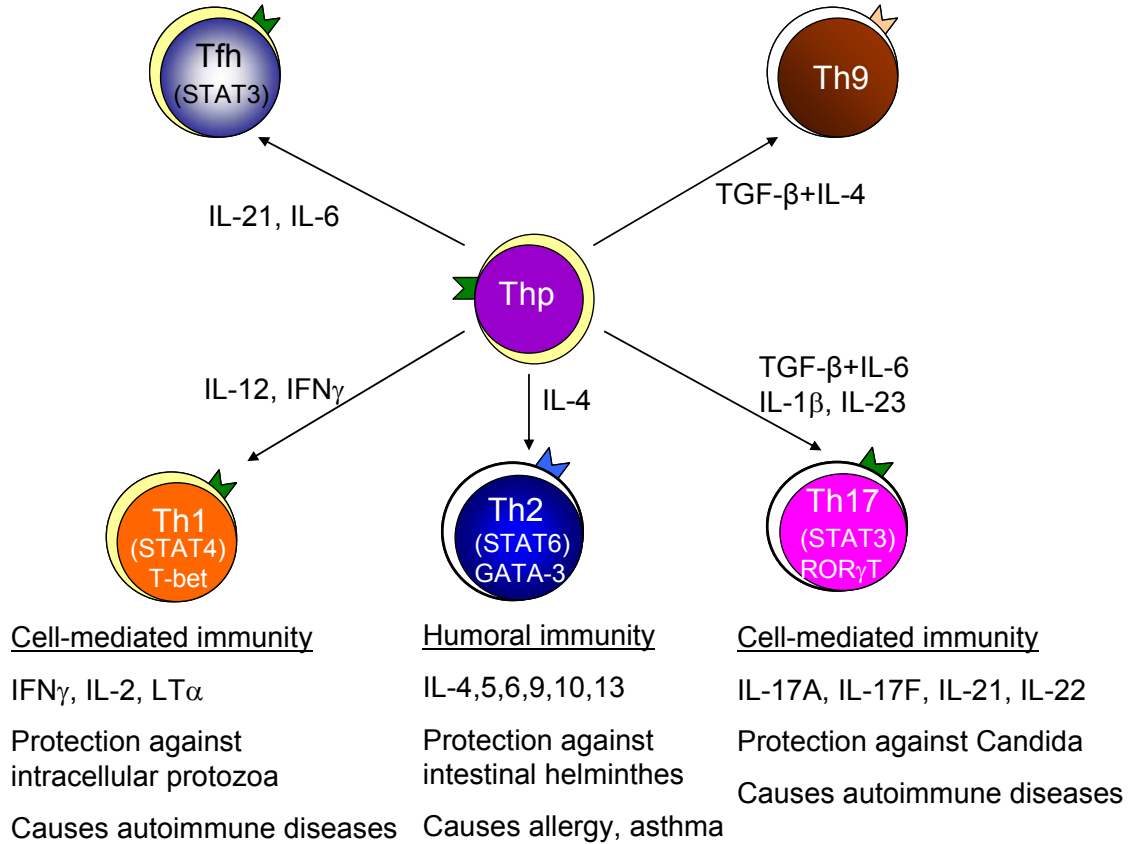 Tfh
(STAT3)
Th9
TGF-β+IL-4
IL-21, IL-6
Thp
TGF-β+IL-6
IL-1β, IL-23
IL-12, IFNγ
IL-4
Th1
(STAT4)
T-bet
Th2
(STAT6)
GATA-3
Th17
(STAT3)
RORγT
Cell-mediated immunity
IFNγ, IL-2, LTα
Protection against
intracellular protozoa
Causes autoimmune diseases
Humoral immunity
IL-4,5,6,9,10,13
Protection against
intestinal helminthes
Causes allergy, asthma
Cell-mediated immunity
IL-17A, IL-17F, IL-21, IL-22
Protection against Candida
Causes autoimmune diseases